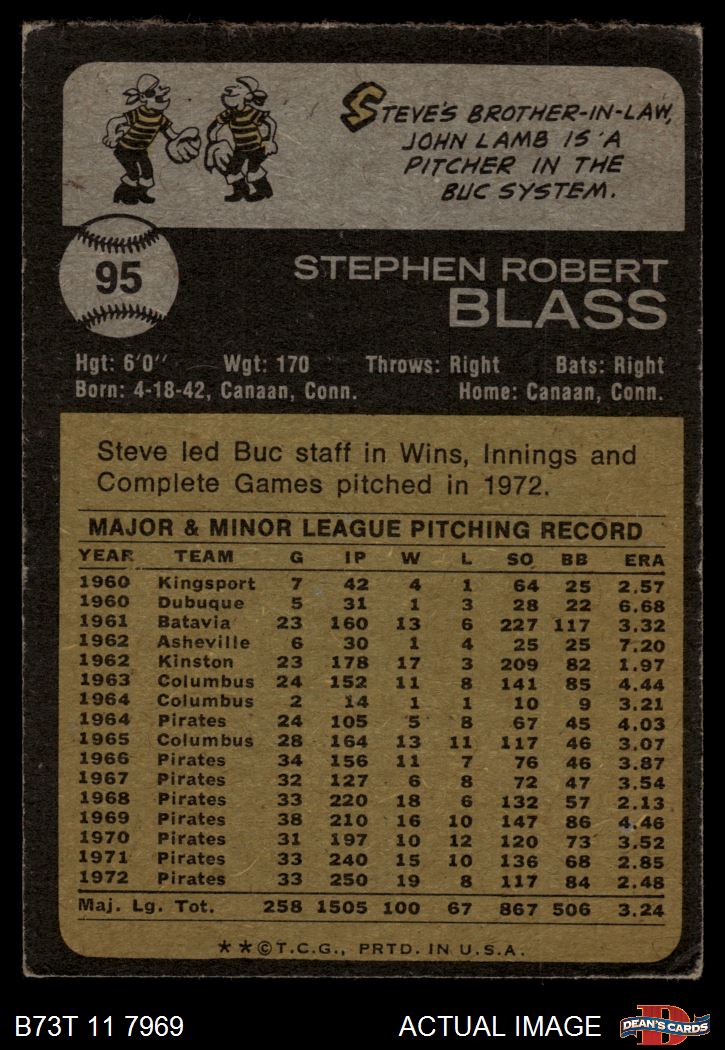 STEVE'S BROTHER-IN-LAW,
JOHN LAMB IS A
PITCHER IN THE
BUC SYSTEM.
95
STEPHEN ROBERT
BLASS
Hgt: 6'0" Wgt: 170 Throws: Right Bats: Right
Born: 4-18-42, Canaan, Conn. Home: Canaan, Conn.
Steve led Buc staff in Wins, Innings and
Complete Games pitched in 1972.
MAJOR & MINOR LEAGUE PITCHING RECORD
YEAR TEAM G IP W L SO BB ERA
1960 Kingsport 7 42 4 1 64 25 2.57
1960 Dubuque 5 31 1 3 28 22 6.68
1961 Batavia 23 160 13 6 227 117 3.32
1962 Asheville 6 30 1 4 25 25 7.20
1962 Kinston 23 178 17 3 209 82 1.97
1963 Columbus 24 152 11 8 141 85 4.44
1964 Columbus 2 14 1 1 10 9 3.21
1964 Pirates 24 105 5 8 67 45 4.03
1965 Columbus 28 164 13 11 117 46 3.07
1966 Pirates 34 156 11 7 76 46 3.87
1967 Pirates 32 127 6 8 72 47 3.54
1968 Pirates 33 220 18 6 132 57 2.13
1969 Pirates 38 210 16 10 147 86 4.46
1970 Pirates 31 197 10 12 120 73 3.52
1971 Pirates 33 240 15 10 136 68 2.85
1972 Pirates 33 250 19 8 117 84 2.48
Maj. Lg. Tot. 258 1505 100 67 867 506 3.24
**©T.C.G., PRTD. IN U.S.A.
B73T 11 7969 ACTUAL IMAGE D DEAN'S CARDS